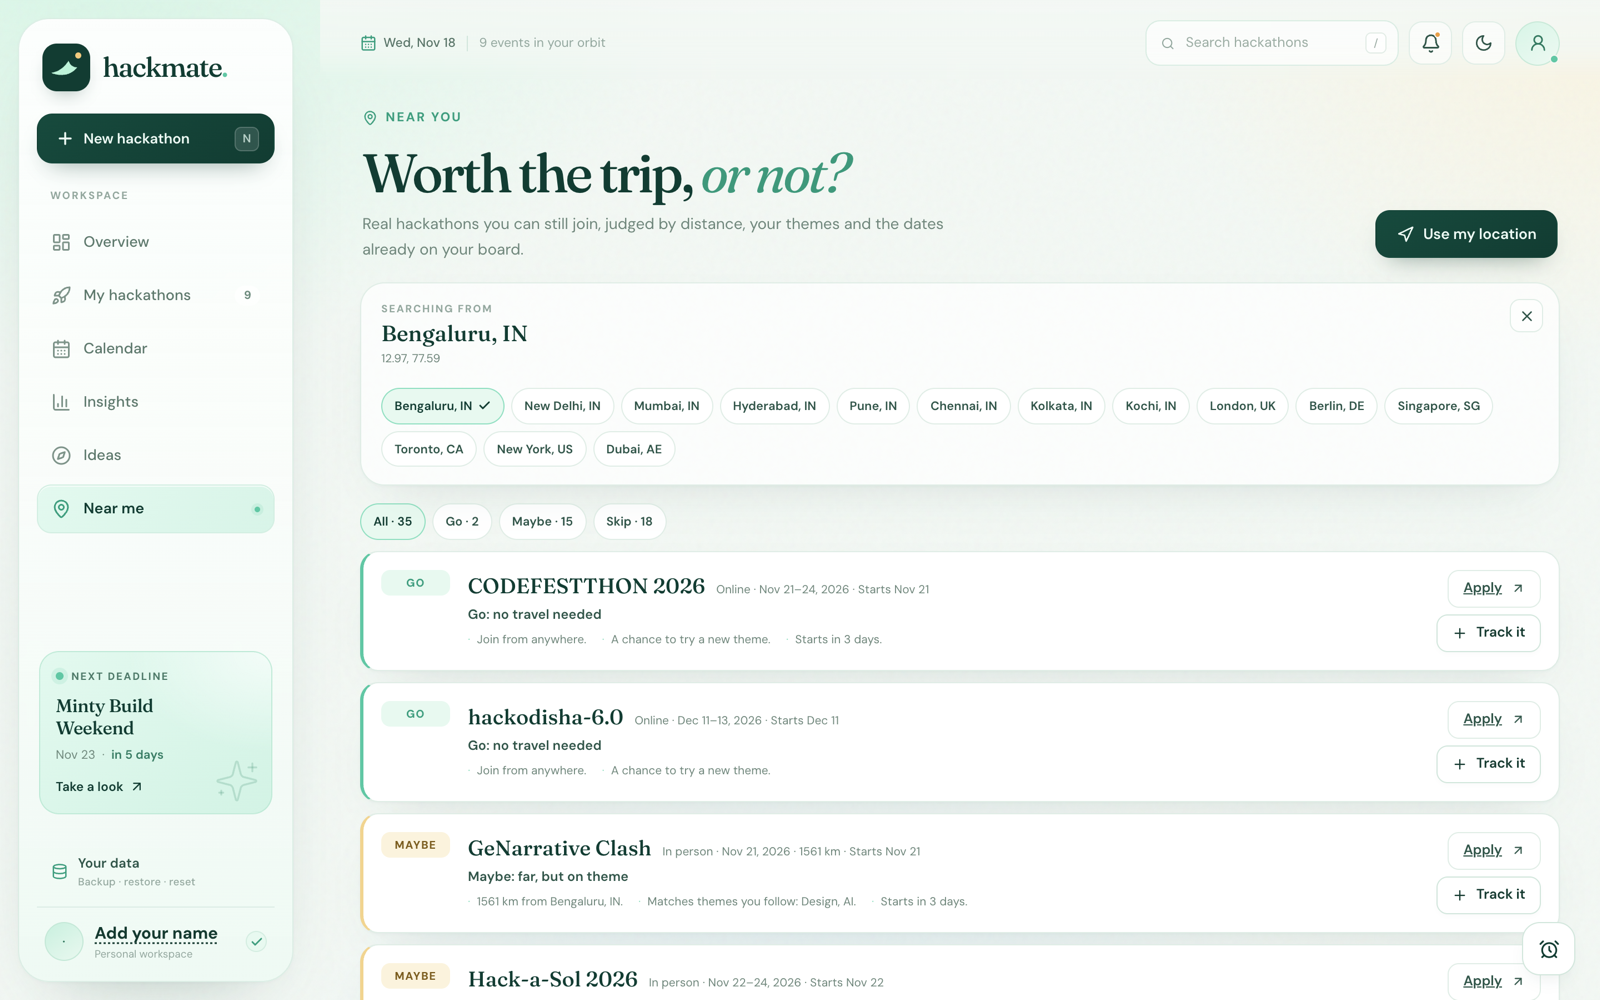 hackmate.
New hackathon N
WORKSPACE
Overview
My hackathons 9
Calendar
Insights
Ideas
Near me
NEXT DEADLINE
Minty Build
Weekend
Nov 23 · in 5 days
Take a look
Your data
Backup · restore · reset
Add your name
Personal workspace
Wed, Nov 18 9 events in your orbit
Search hackathons /
NEAR YOU
Worth the trip, or not?
Real hackathons you can still join, judged by distance, your themes and the dates
already on your board.
Use my location
SEARCHING FROM
Bengaluru, IN
12.97, 77.59
Bengaluru, IN New Delhi, IN Mumbai, IN Hyderabad, IN Pune, IN Chennai, IN Kolkata, IN Kochi, IN London, UK Berlin, DE Singapore, SG
Toronto, CA New York, US Dubai, AE
All · 35 Go · 2 Maybe · 15 Skip · 18
GO CODEFESTTHON 2026 Online · Nov 21–24, 2026 · Starts Nov 21 Apply
Go: no travel needed
· Join from anywhere. · A chance to try a new theme. · Starts in 3 days. Track it
GO hackodisha-6.0 Online · Dec 11–13, 2026 · Starts Dec 11 Apply
Go: no travel needed
· Join from anywhere. · A chance to try a new theme. Track it
MAYBE GeNarrative Clash In person · Nov 21, 2026 · 1561 km · Starts Nov 21 Apply
Maybe: far, but on theme
· 1561 km from Bengaluru, IN. · Matches themes you follow: Design, AI. · Starts in 3 days. Track it
MAYBE Hack-a-Sol 2026 In person · Nov 22–24, 2026 · Starts Nov 22 Apply